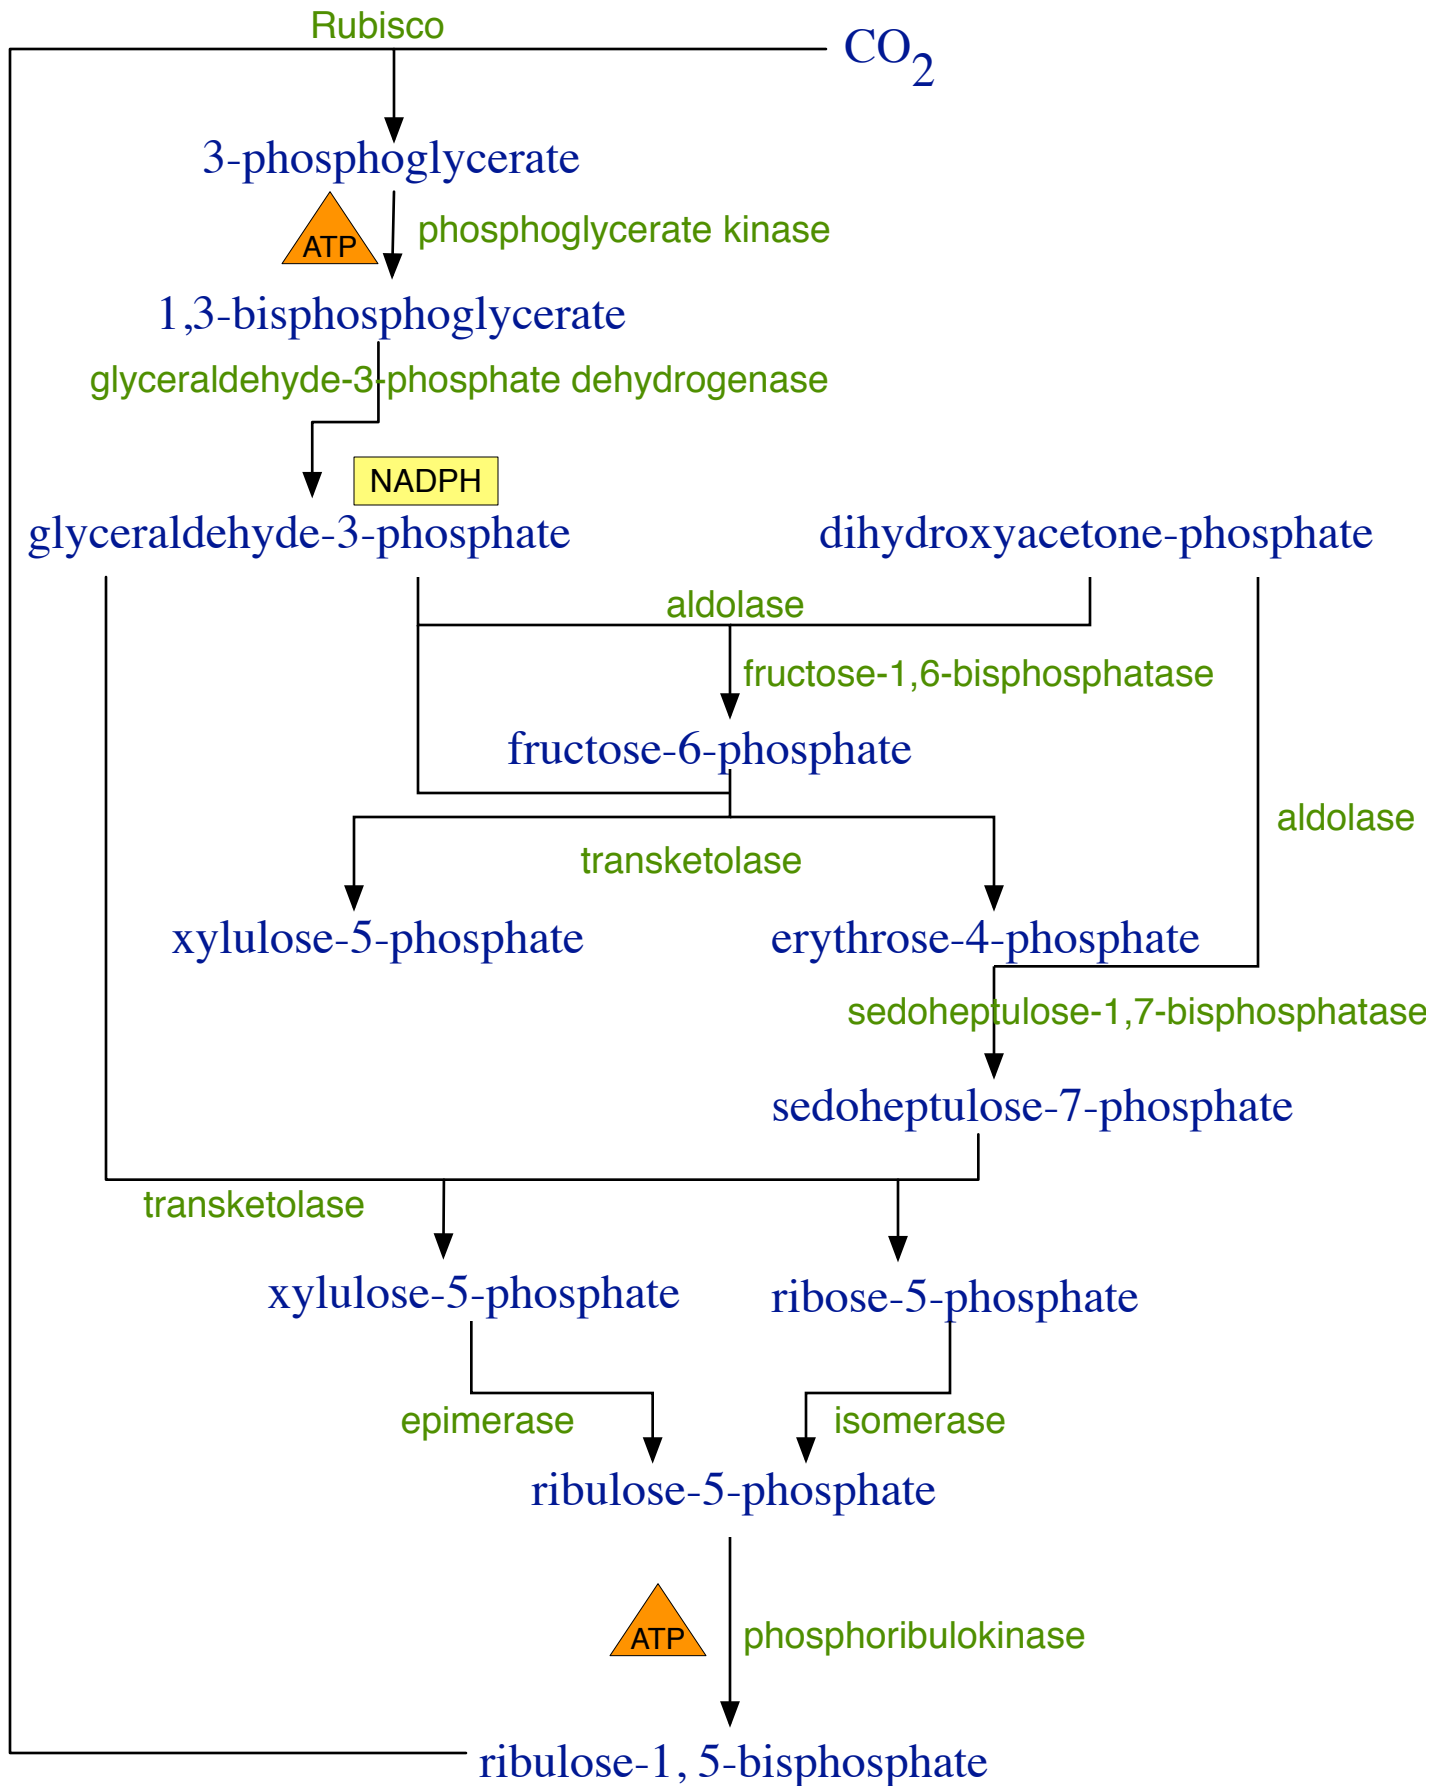 Rubisco
CO2
3-phosphoglycerate
ATP
phosphoglycerate kinase
1,3-bisphosphoglycerate
glyceraldehyde-3-phosphate dehydrogenase
NADPH
glyceraldehyde-3-phosphate
dihydroxyacetone-phosphate
aldolase
fructose-1,6-bisphosphatase
fructose-6-phosphate
aldolase
transketolase
xylulose-5-phosphate
erythrose-4-phosphate
sedoheptulose-1,7-bisphosphatase
sedoheptulose-7-phosphate
transketolase
xylulose-5-phosphate
ribose-5-phosphate
epimerase
isomerase
ribulose-5-phosphate
ATP
phosphoribulokinase
ribulose-1, 5-bisphosphate